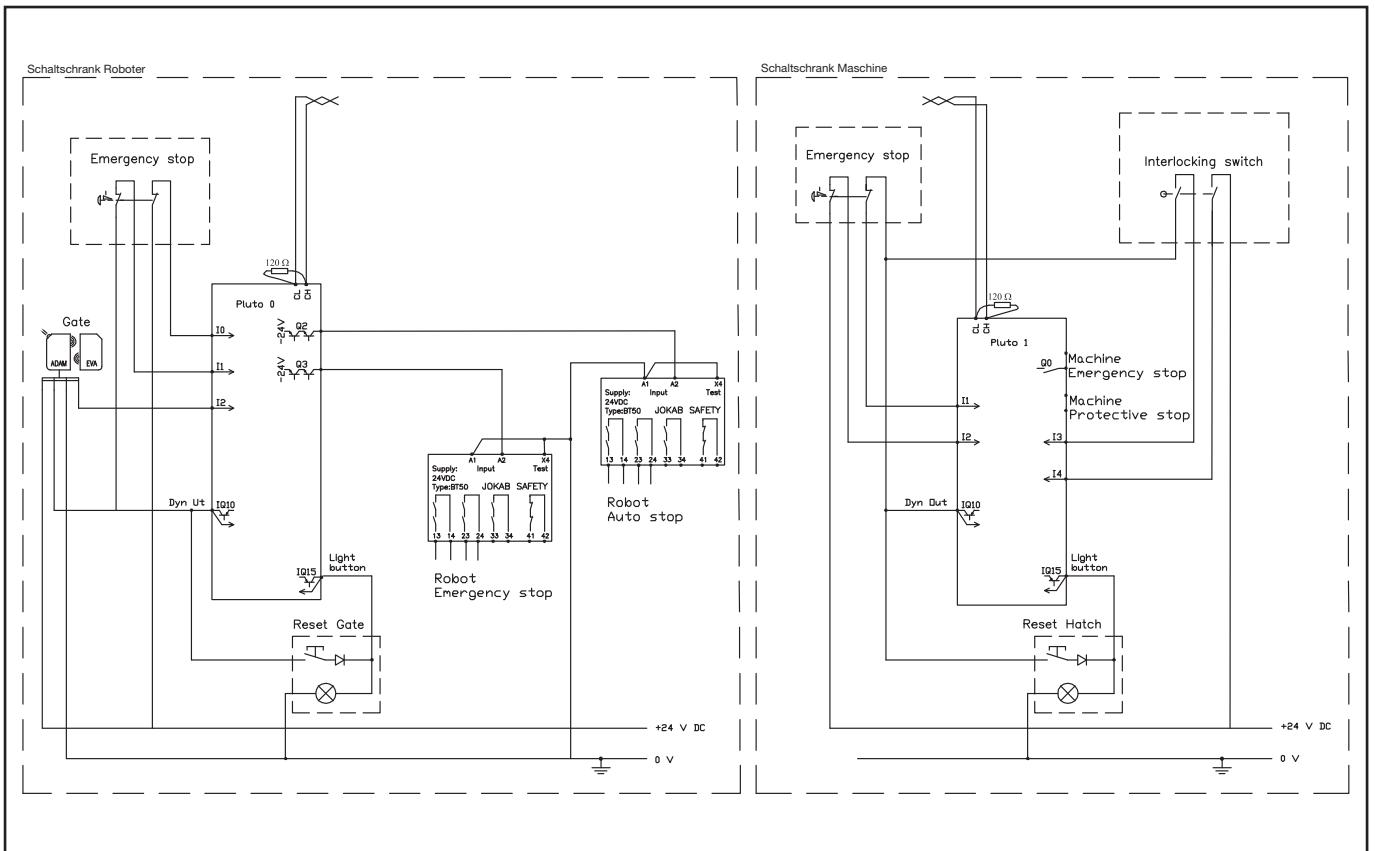 Schaltschrank Roboter
Emergency stop
120 Ω
CL
CH
Pluto 0
Gate
ADAM
EVA
I0
I1
I2
-24V
Q2
-24V
Q3
Dyn Ut
IQ10
IQ15
Light
button
Reset Gate
A1
A2
X4
Supply:
24VDC
Type:BT50
Input
Test
JOKAB SAFETY
13 14 23 24 33 34 41 42
Robot
Emergency stop
A1
A2
X4
Supply:
24VDC
Type:BT50
Input
Test
JOKAB SAFETY
13 14 23 24 33 34 41 42
Robot
Auto stop
+24 V DC
0 V
Schaltschrank Maschine
Emergency stop
Interlocking switch
120 Ω
CL
CH
Pluto 1
Q0
Machine
Emergency stop
Machine
Protective stop
I1
I2
I3
I4
Dyn Out
IQ10
IQ15
Light
button
Reset Hatch
+24 V DC
0 V